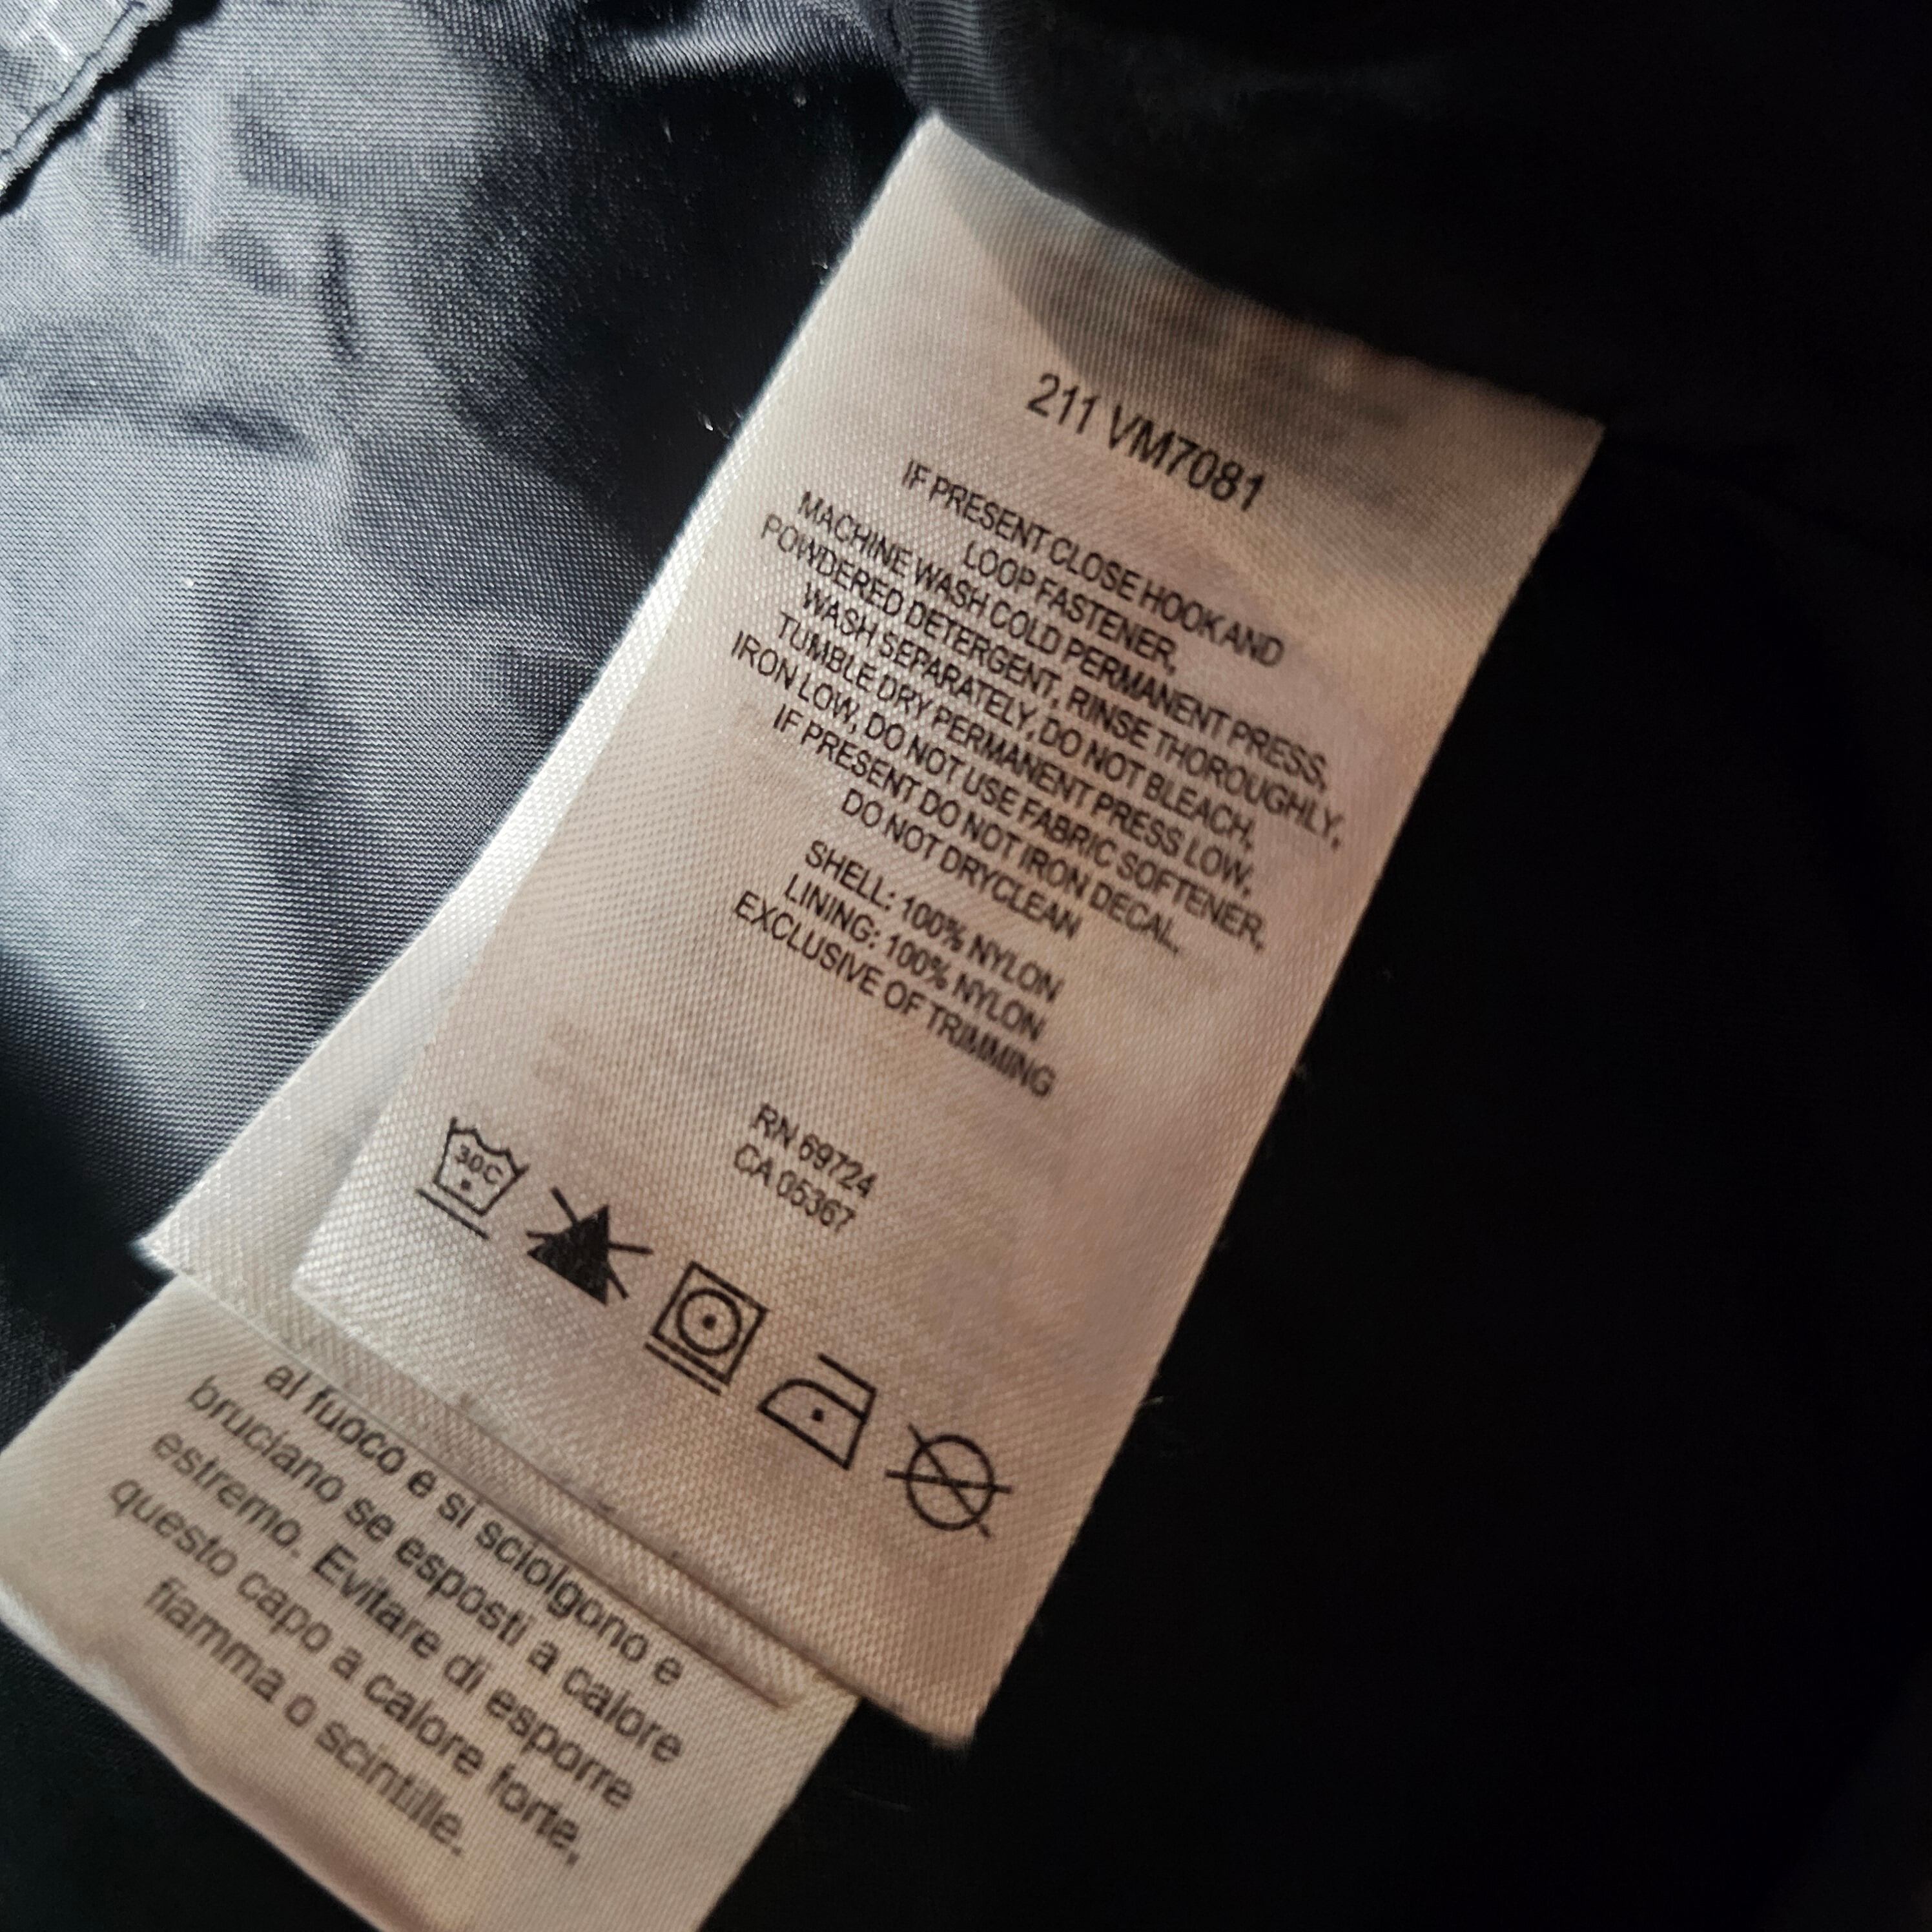 211 VM7081
IF PRESENT CLOSE HOOK AND
LOOP FASTENER,
MACHINE WASH COLD PERMANENT PRESS,
POWDERED DETERGENT, RINSE THOROUGHLY,
WASH SEPARATELY, DO NOT BLEACH,
TUMBLE DRY PERMANENT PRESS LOW,
IRON LOW, DO NOT USE FABRIC SOFTENER,
IF PRESENT DO NOT IRON DECAL,
DO NOT DRYCLEAN
SHELL: 100% NYLON
LINING: 100% NYLON
EXCLUSIVE OF TRIMMING
RN 69724
CA 05367
30C
al fuoco e si sciolgono e
bruciano se esposti a calore
estremo. Evitare di esporre
questo capo a calore forte,
fiamma o scintille.